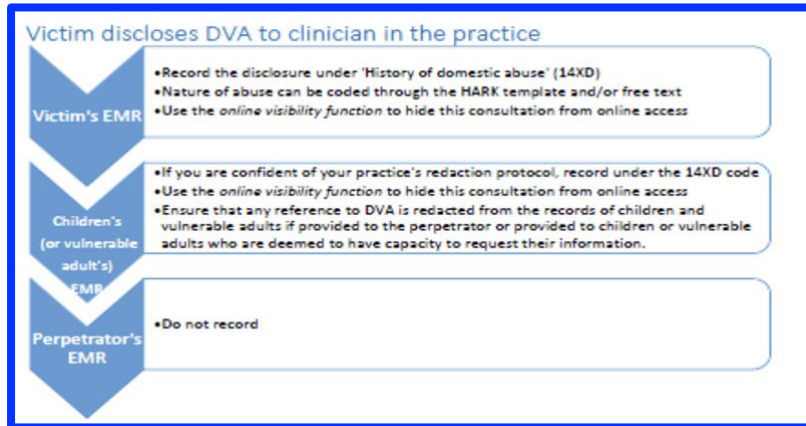 Victim discloses DVA to clinician in the practice
Victim's EMR
•Record the disclosure under 'History of domestic abuse' (14XD)
•Nature of abuse can be coded through the HARK template and/or free text
•Use the online visibility function to hide this consultation from online access
Children's
(or vulnerable
adult's)
EMR
•If you are confident of your practice's redaction protocol, record under the 14XD code
•Use the online visibility function to hide this consultation from online access
•Ensure that any reference to DVA is redacted from the records of children and
vulnerable adults if provided to the perpetrator or provided to children or vulnerable
adults who are deemed to have capacity to request their information.
Perpetrator's
EMR
•Do not record